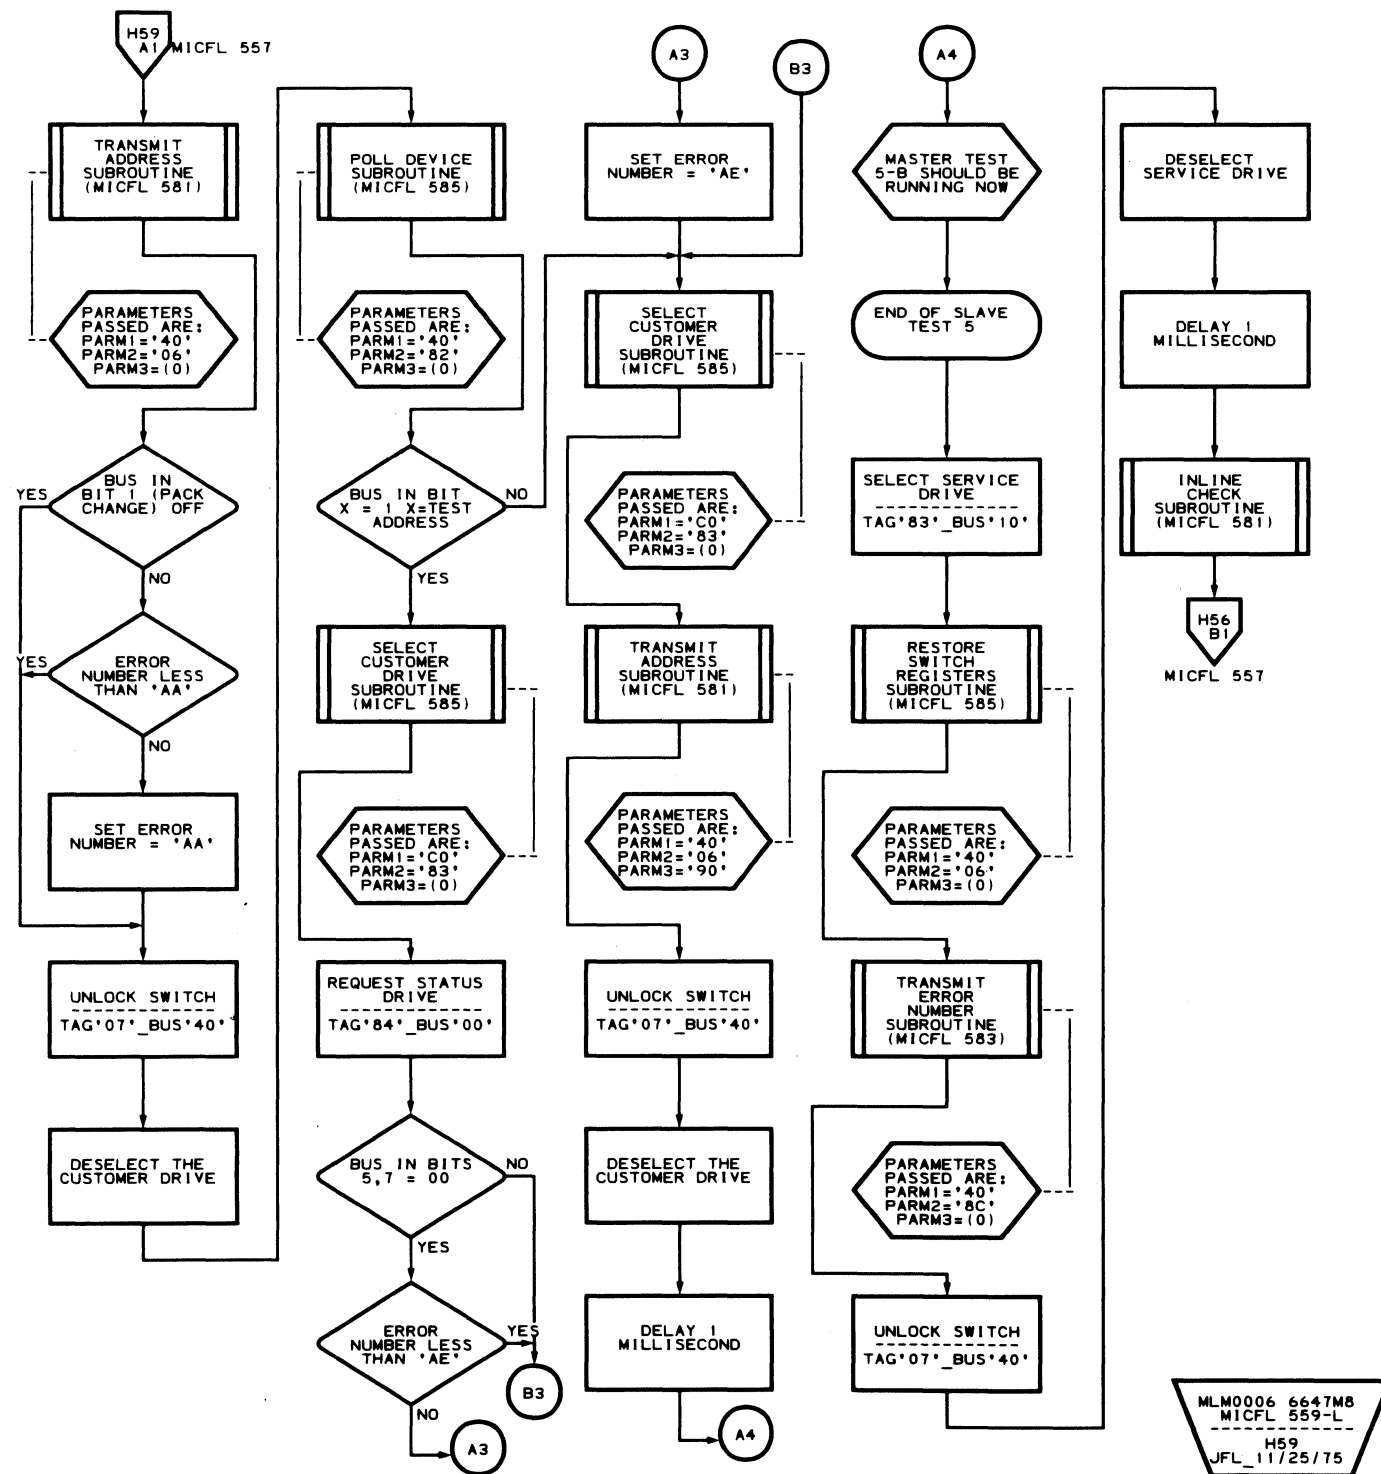 H59
A1 MICFL 557
TRANSMIT
ADDRESS
SUBROUTINE
(MICFL 581)
PARAMETERS
PASSED ARE:
PARM1='40'
PARM2='06'
PARM3=(0)
BUS IN
BIT 1 (PACK
CHANGE) OFF
YES
NO
ERROR
NUMBER LESS
THAN 'AA'
YES
NO
SET ERROR
NUMBER = 'AA'
UNLOCK SWITCH
TAG'07'_BUS'40'
DESELECT THE
CUSTOMER DRIVE
POLL DEVICE
SUBROUTINE
(MICFL 585)
PARAMETERS
PASSED ARE:
PARM1='40'
PARM2='82'
PARM3=(0)
BUS IN BIT
X = 1 X=TEST
ADDRESS
NO
YES
SELECT
CUSTOMER
DRIVE
SUBROUTINE
(MICFL 585)
PARAMETERS
PASSED ARE:
PARM1='C0'
PARM2='83'
PARM3=(0)
REQUEST STATUS
DRIVE
TAG'84'_BUS'00'
BUS IN BITS
5,7 = 00
NO
YES
ERROR
NUMBER LESS
THAN 'AE'
YES
NO
B3
A3
A3
B3
SET ERROR
NUMBER = 'AE'
SELECT
CUSTOMER
DRIVE
SUBROUTINE
(MICFL 585)
PARAMETERS
PASSED ARE:
PARM1='C0'
PARM2='83'
PARM3=(0)
TRANSMIT
ADDRESS
SUBROUTINE
(MICFL 581)
PARAMETERS
PASSED ARE:
PARM1='40'
PARM2='06'
PARM3='90'
UNLOCK SWITCH
TAG'07'_BUS'40'
DESELECT THE
CUSTOMER DRIVE
DELAY 1
MILLISECOND
A4
A4
MASTER TEST
5-B SHOULD BE
RUNNING NOW
END OF SLAVE
TEST 5
SELECT SERVICE
DRIVE
TAG'83'_BUS'10'
RESTORE
SWITCH
REGISTERS
SUBROUTINE
(MICFL 585)
PARAMETERS
PASSED ARE:
PARM1='40'
PARM2='06'
PARM3=(0)
TRANSMIT
ERROR
NUMBER
SUBROUTINE
(MICFL 583)
PARAMETERS
PASSED ARE:
PARM1='40'
PARM2='8C'
PARM3=(0)
UNLOCK SWITCH
TAG'07'_BUS'40'
DESELECT
SERVICE DRIVE
DELAY 1
MILLISECOND
INLINE
CHECK
SUBROUTINE
(MICFL 581)
H56
B1
MICFL 557
MLM0006 6647M8
MICFL 559-L
H59
JFL_11/25/75